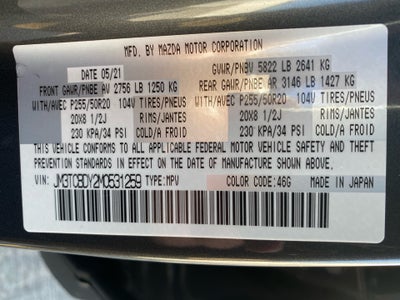 MFD. BY MAZDA MOTOR CORPORATION
DATE 05/21 GVWR/PNBV 5822 LB 2641 KG
FRONT GAWR/PNBE AV 2756 LB 1250 KG REAR GAWR/PNBE AR 3146 LB 1427 KG
WITH/AVEC P255/50R20 104V TIRES/PNEUS WITH/AVEC P255/50R20 104V TIRES/PNEUS
20X8 1/2J RIMS/JANTES 20X8 1/2J RIMS/JANTES
230 KPA/34 PSI COLD/A FROID 230 KPA/34 PSI COLD/A FROID
THIS VEHICLE CONFORMS TO ALL APPLICABLE FEDERAL MOTOR VEHICLE SAFETY AND THEFT
PREVENTION STANDARDS IN EFFECT ON THE DATE OF MANUFACTURE SHOWN ABOVE.
VIN: JM3TCBDY2M0531259 TYPE:MPV COLOR CODE:46G MADE IN JAPAN